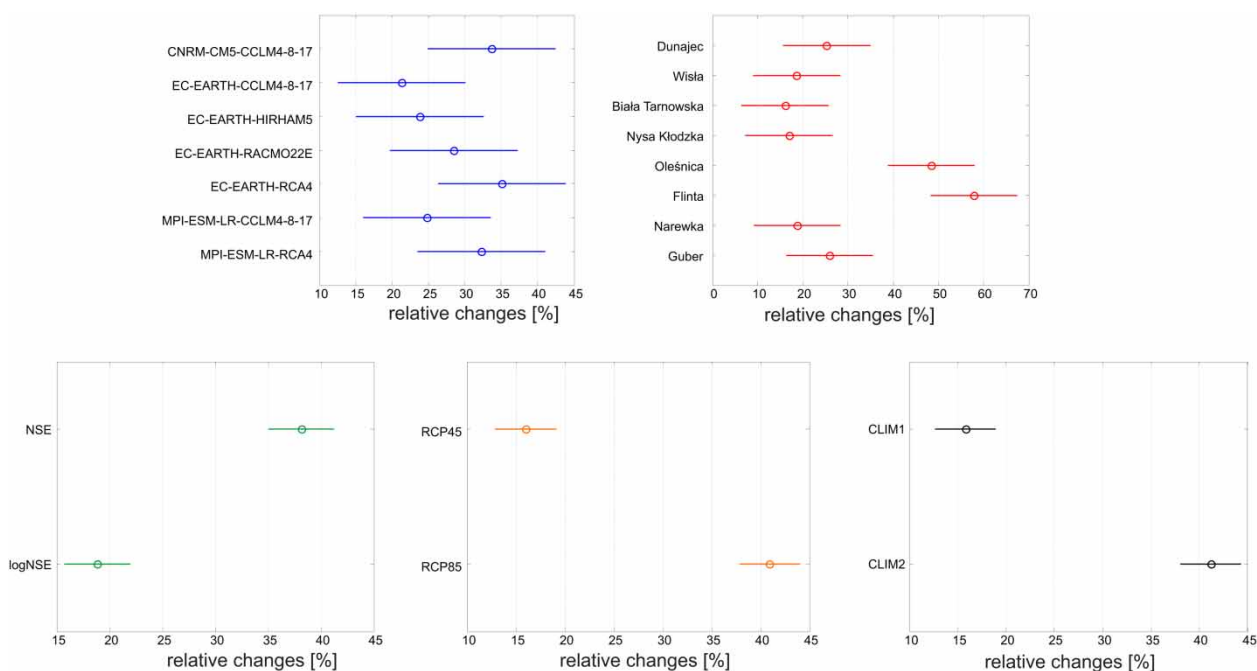 CNRM-CM5-CCLM4-8-17
EC-EARTH-CCLM4-8-17
EC-EARTH-HIRHAM5
EC-EARTH-RACMO22E
EC-EARTH-RCA4
MPI-ESM-LR-CCLM4-8-17
MPI-ESM-LR-RCA4
10 15 20 25 30 35 40 45
relative changes [%]
Dunajec
Wisła
Biała Tarnowska
Nysa Kłodzka
Oleśnica
Flinta
Narewka
Guber
0 10 20 30 40 50 60 70
relative changes [%]
NSE
logNSE
15 20 25 30 35 40 45
relative changes [%]
RCP45
RCP85
10 15 20 25 30 35 40 45
relative changes [%]
CLIM1
CLIM2
10 15 20 25 30 35 40 45
relative changes [%]